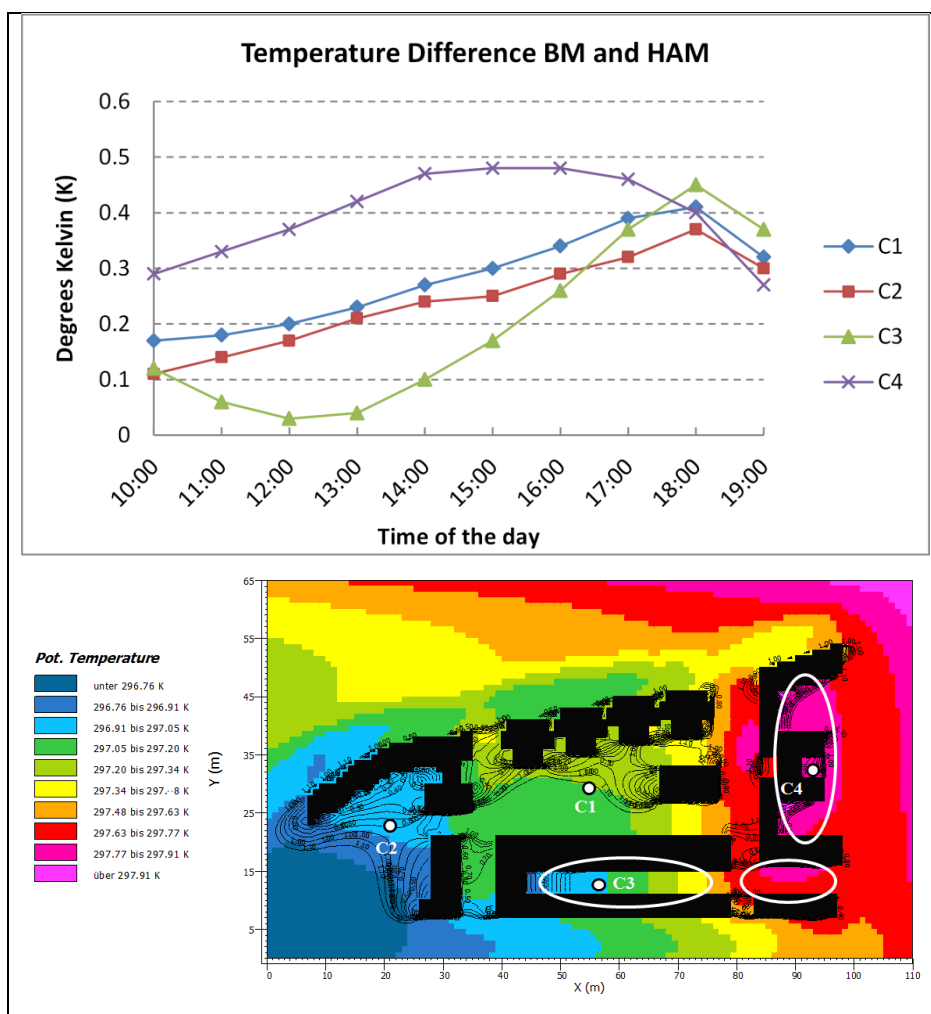 Temperature Difference BM and HAM
Degrees Kelvin (K)
0.6
0.5
0.4
0.3
0.2
0.1
0
10:00
11:00
12:00
13:00
14:00
15:00
16:00
17:00
18:00
19:00
Time of the day
C1
C2
C3
C4
Pot. Temperature
unter 296.76 K
296.76 bis 296.91 K
296.91 bis 297.05 K
297.05 bis 297.20 K
297.20 bis 297.34 K
297.34 bis
297.48 bis 297.63 K
297.63 bis 297.77 K
297.77 bis 297.91 K
über 297.91 K
Y (m)
65
55
45
35
25
15
5
C1
C2
C3
C4
0 10 20 30 40 50 60 70 80 90 100 110
X (m)